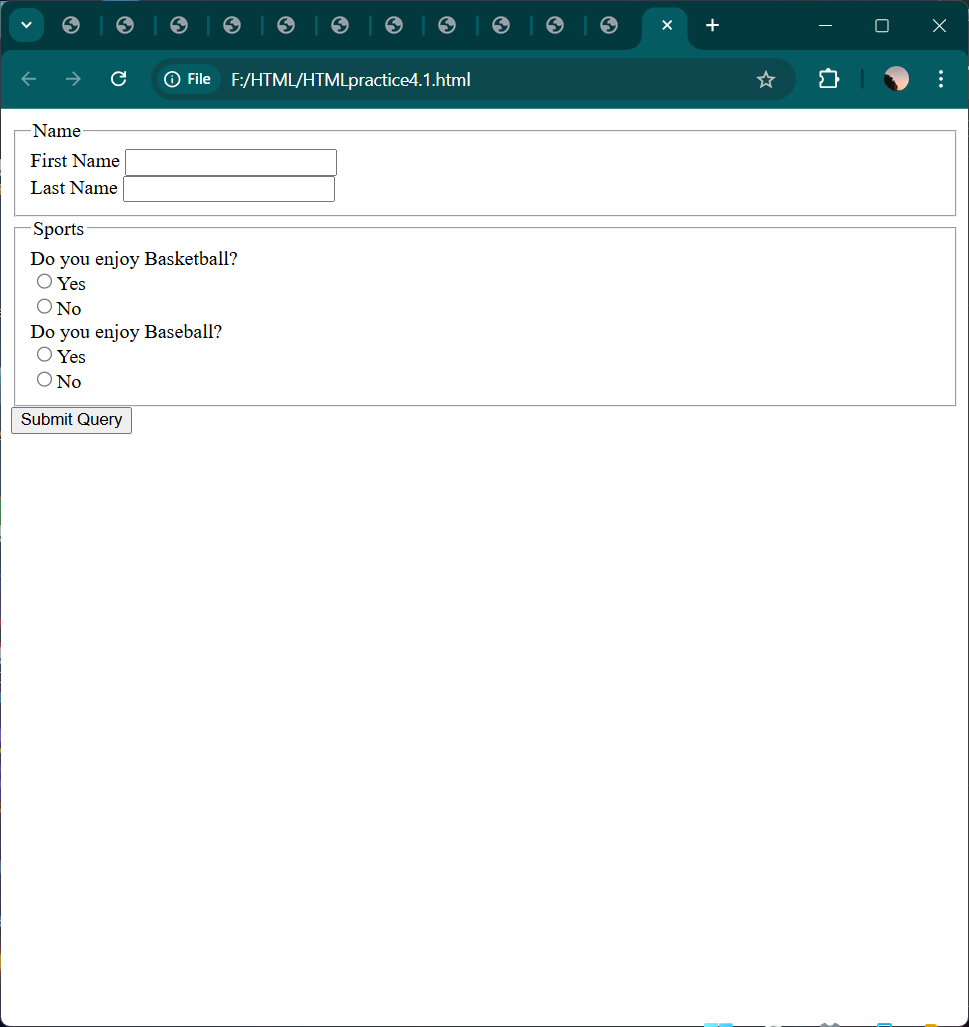 File F:/HTML/HTMLpractice4.1.html
Name
First Name
Last Name
Sports
Do you enjoy Basketball?
Yes
No
Do you enjoy Baseball?
Yes
No
Submit Query